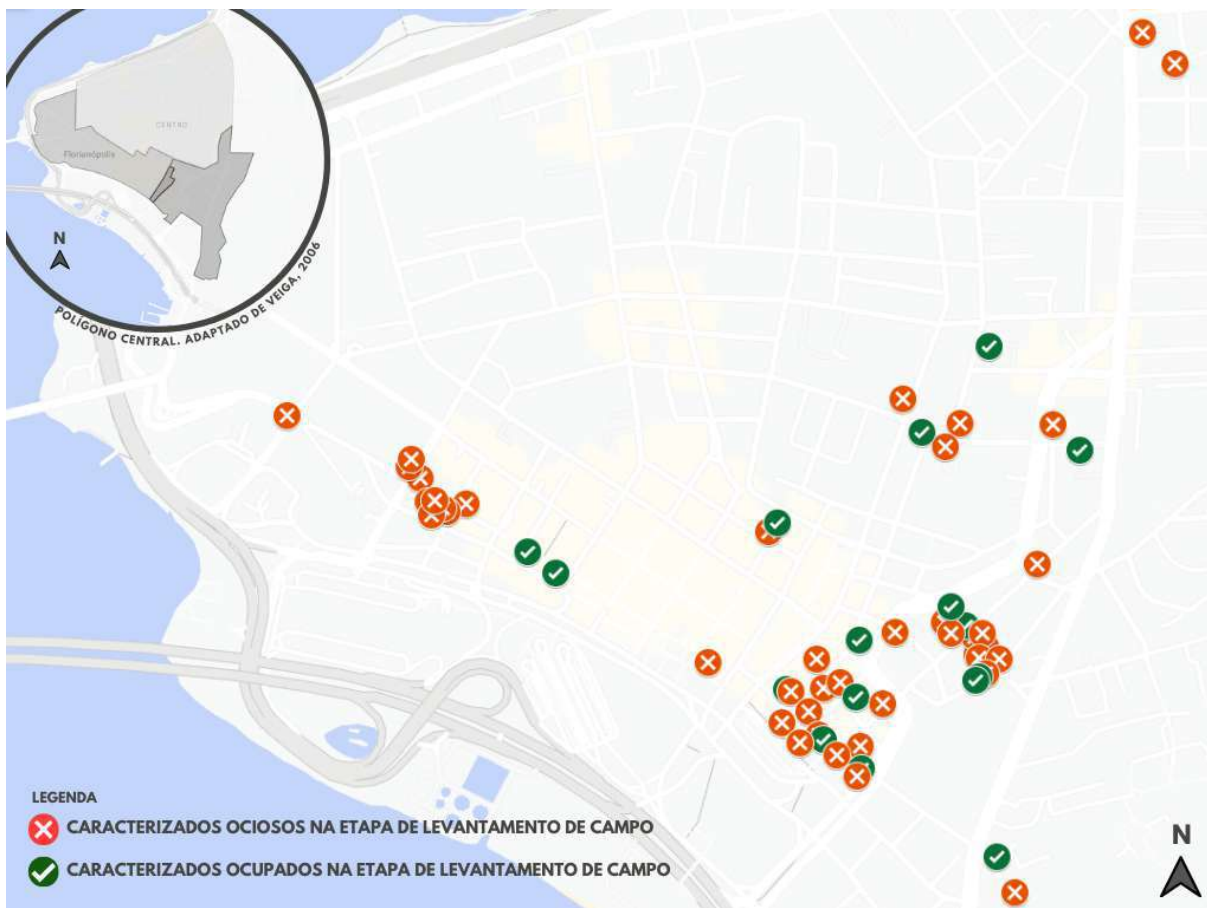 CENTRO
Florianópolis
N
POLÍGONO CENTRAL. ADAPTADO DE VEIGA, 2006
LEGENDA
CARACTERIZADOS OCIOSOS NA ETAPA DE LEVANTAMENTO DE CAMPO
CARACTERIZADOS OCUPADOS NA ETAPA DE LEVANTAMENTO DE CAMPO
N